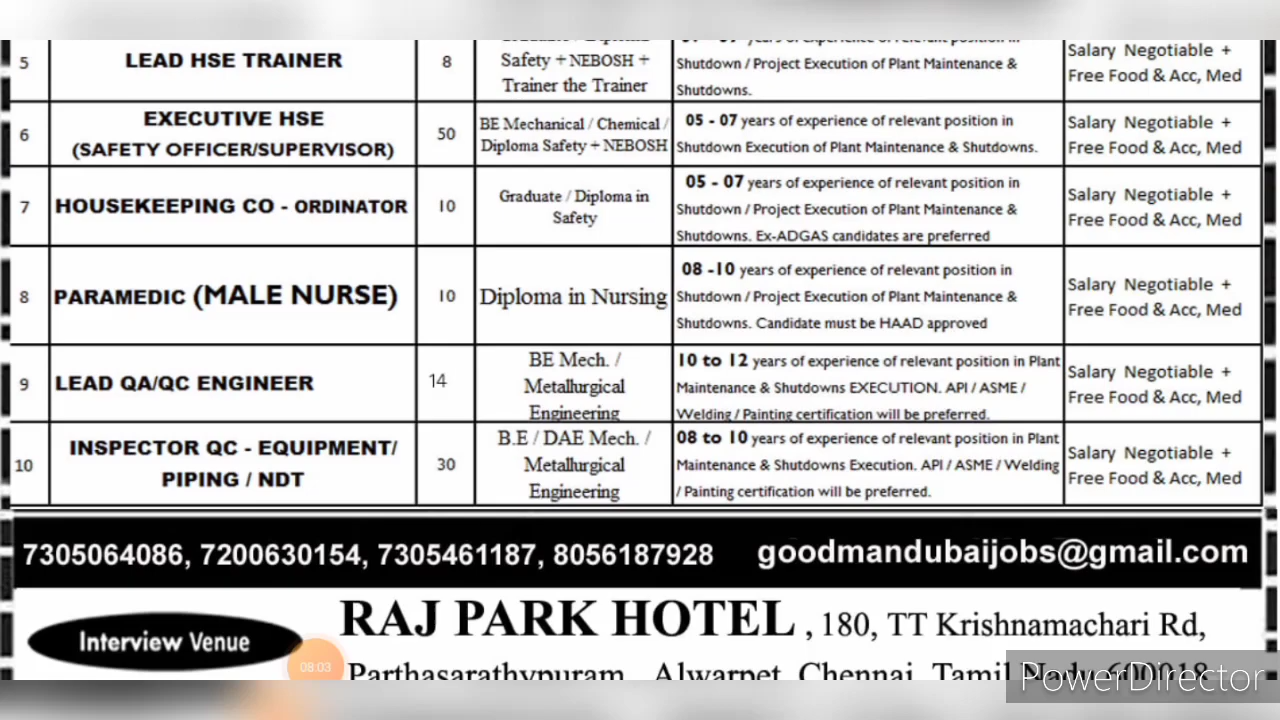 5
LEAD HSE TRAINER
8
Safety + NEBOSH +
Trainer the Trainer
years of experience of relevant position in
Shutdown / Project Execution of Plant Maintenance &
Shutdowns.
Salary Negotiable +
Free Food & Acc, Med
6
EXECUTIVE HSE
(SAFETY OFFICER/SUPERVISOR)
50
BE Mechanical / Chemical /
Diploma Safety + NEBOSH
05 - 07 years of experience of relevant position in
Shutdown Execution of Plant Maintenance & Shutdowns.
Salary Negotiable +
Free Food & Acc, Med
7
HOUSEKEEPING CO - ORDINATOR
10
Graduate / Diploma in
Safety
05 - 07 years of experience of relevant position in
Shutdown / Project Execution of Plant Maintenance &
Shutdowns. Ex-ADGAS candidates are preferred
Salary Negotiable +
Free Food & Acc, Med
8
PARAMEDIC (MALE NURSE)
10
Diploma in Nursing
08 -10 years of experience of relevant position in
Shutdown / Project Execution of Plant Maintenance &
Shutdowns. Candidate must be HAAD approved
Salary Negotiable +
Free Food & Acc, Med
9
LEAD QA/QC ENGINEER
14
BE Mech. /
Metallurgical
Engineering
10 to 12 years of experience of relevant position in Plant
Maintenance & Shutdowns EXECUTION. API / ASME /
Welding / Painting certification will be preferred.
Salary Negotiable +
Free Food & Acc, Med
10
INSPECTOR QC - EQUIPMENT/
PIPING / NDT
30
B.E / DAE Mech. /
Metallurgical
Engineering
08 to 10 years of experience of relevant position in Plant
Maintenance & Shutdowns Execution. API / ASME / Welding
/ Painting certification will be preferred.
Salary Negotiable +
Free Food & Acc, Med
7305064086, 7200630154, 7305461187, 8056187928 goodmandubaijobs@gmail.com
Interview Venue
RAJ PARK HOTEL , 180, TT Krishnamachari Rd,
Parthasarathypuram, Alwarpet, Chennai, Tamil Nadu 600018
08:03
PowerDirector